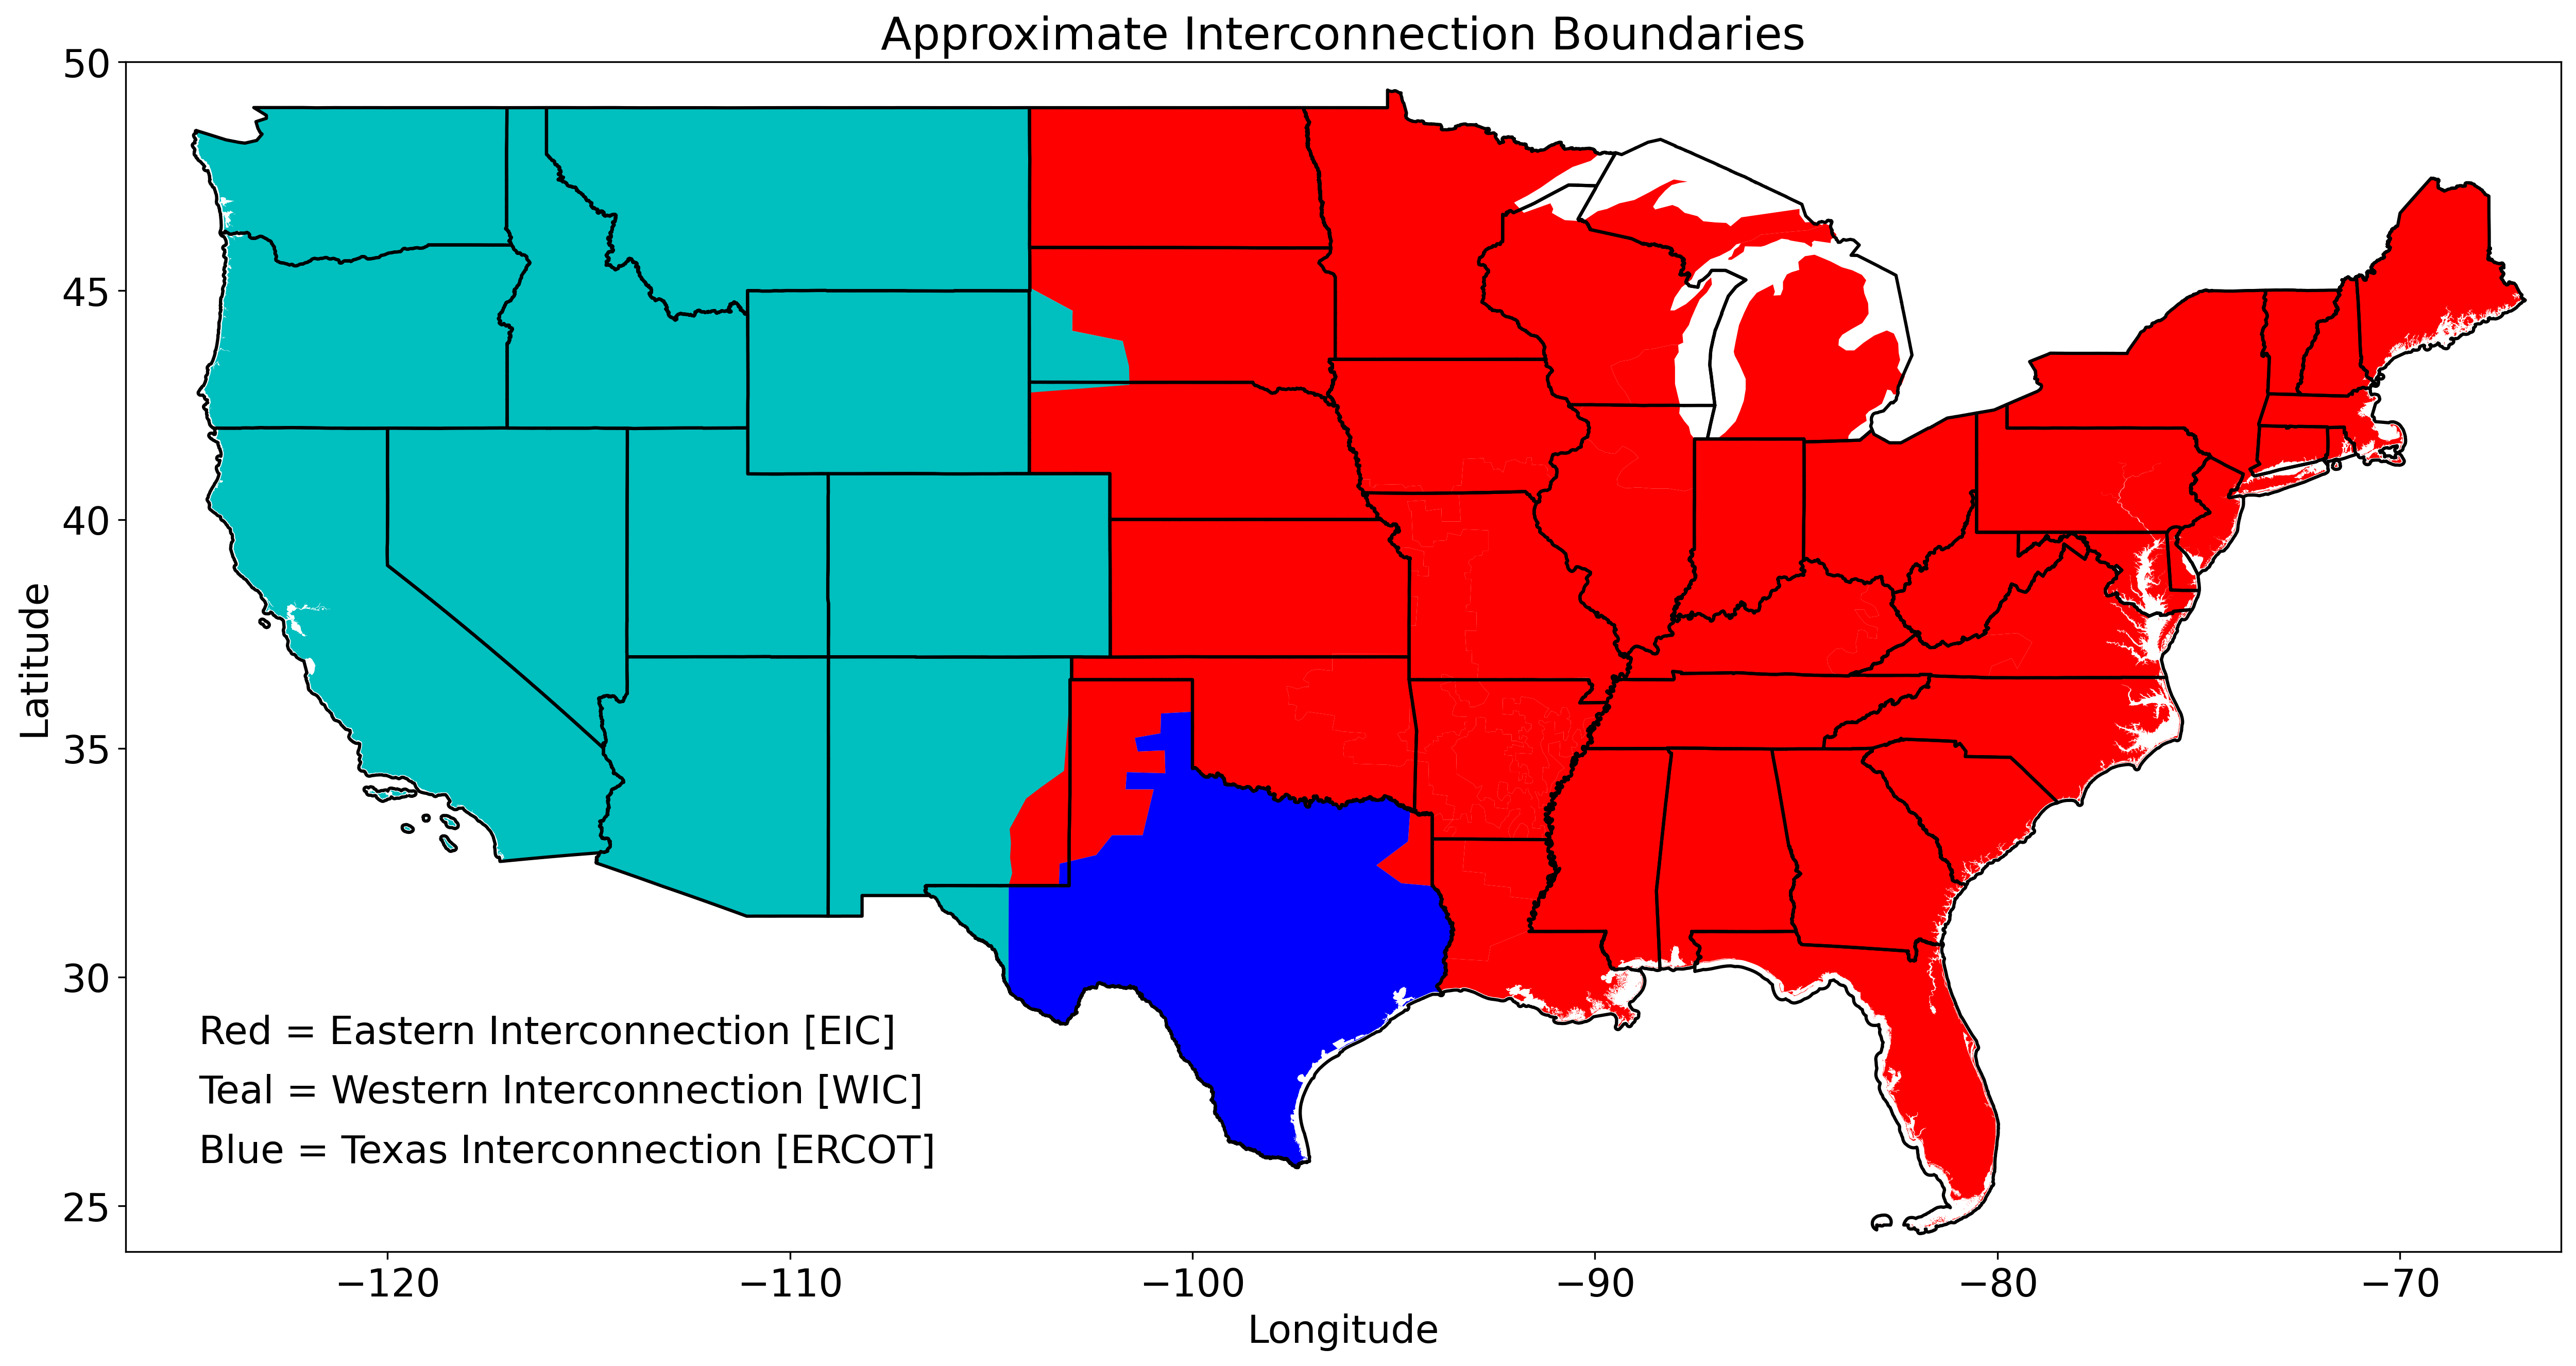 Approximate Interconnection Boundaries
50
45
40
35
30
25
Latitude
Red = Eastern Interconnection [EIC]
Teal = Western Interconnection [WIC]
Blue = Texas Interconnection [ERCOT]
−120 −110 −100 −90 −80 −70
Longitude